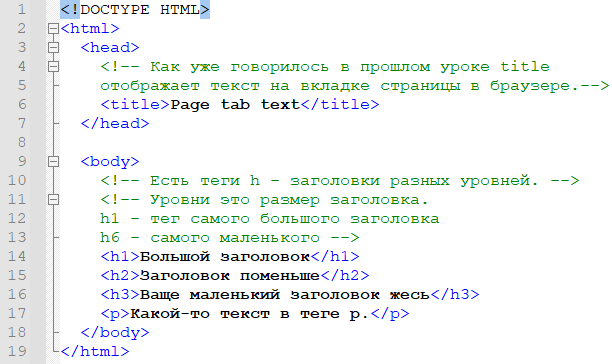 1 <!DOCTYPE HTML>
2 <html>
3 <head>
4 <!-- Как уже говорилось в прошлом уроке title
5 отображает текст на вкладке страницы в браузере.-->
6 <title>Page tab text</title>
7 </head>
8
9 <body>
10 <!-- Есть теги h - заголовки разных уровней. -->
11 <!-- Уровни это размер заголовка.
12 h1 - тег самого большого заголовка
13 h6 - самого маленького -->
14 <h1>Большой заголовок</h1>
15 <h2>Заголовок поменьше</h2>
16 <h3>Ваще маленький заголовок жесь</h3>
17 <p>Какой-то текст в теге p.</p>
18 </body>
19 </html>